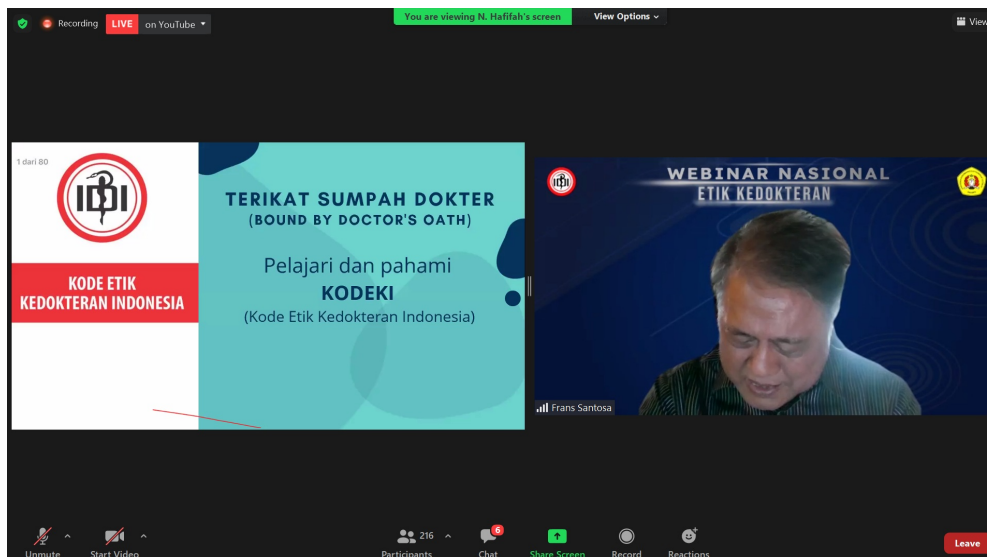 Recording LIVE on YouTube
You are viewing N. Hafifah's screen
View Options
View
1 dari 80
IDI
KODE ETIK
KEDOKTERAN INDONESIA
TERIKAT SUMPAH DOKTER
(BOUND BY DOCTOR'S OATH)
Pelajari dan pahami
KODEKI
(Kode Etik Kedokteran Indonesia)
WEBINAR NASIONAL
ETIK KEDOKTERAN
Frans Santosa
Unmute
Start Video
216
Participants
6
Chat
Share Screen
Record
Reactions
Leave